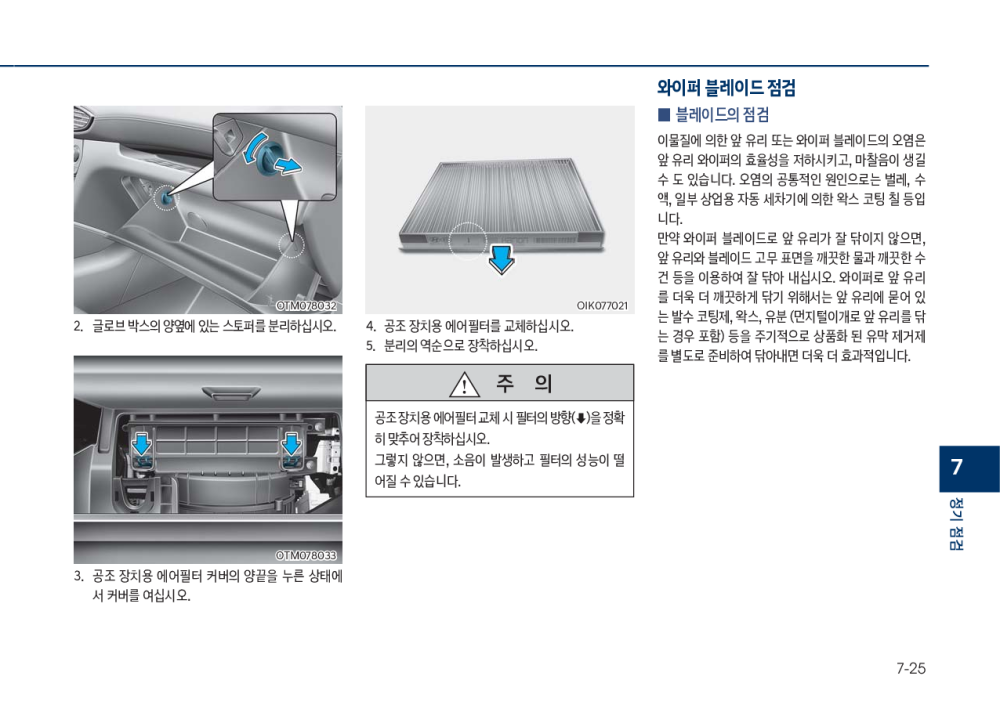 OTM078032
2. 글로브 박스의 양옆에 있는 스토퍼를 분리하십시오.
OTM078033
3. 공조 장치용 에어필터 커버의 양끝을 누른 상태에
서 커버를 여십시오.
OIK077021
4. 공조 장치용 에어필터를 교체하십시오.
5. 분리의 역순으로 장착하십시오.
주 의
공조 장치용 에어필터 교체 시 필터의 방향(⬇)을 정확
히 맞추어 장착하십시오.
그렇지 않으면, 소음이 발생하고 필터의 성능이 떨
어질 수 있습니다.
와이퍼 블레이드 점검
■ 블레이드의 점검
이물질에 의한 앞 유리 또는 와이퍼 블레이드의 오염은
앞 유리 와이퍼의 효율성을 저하시키고, 마찰음이 생길
수 도 있습니다. 오염의 공통적인 원인으로는 벌레, 수
액, 일부 상업용 자동 세차기에 의한 왁스 코팅 칠 등입
니다.
만약 와이퍼 블레이드로 앞 유리가 잘 닦이지 않으면,
앞 유리와 블레이드 고무 표면을 깨끗한 물과 깨끗한 수
건 등을 이용하여 잘 닦아 내십시오. 와이퍼로 앞 유리
를 더욱 더 깨끗하게 닦기 위해서는 앞 유리에 묻어 있
는 발수 코팅제, 왁스, 유분 (먼지털이개로 앞 유리를 닦
는 경우 포함) 등을 주기적으로 상품화 된 유막 제거제
를 별도로 준비하여 닦아내면 더욱 더 효과적입니다.
7
정기 점검
7-25